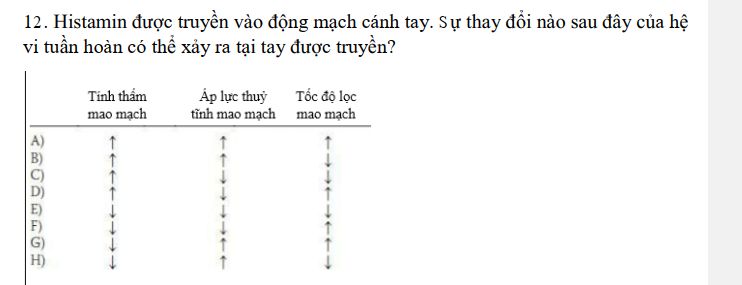 12. Histamin được truyền vào động mạch cánh tay. Sự thay đổi nào sau đây của hệ
vi tuần hoàn có thể xảy ra tại tay được truyền?
Tính thấm Áp lực thuỷ Tốc độ lọc
mao mạch tĩnh mao mạch mao mạch
A) ↑ ↑ ↑
B) ↑ ↑ ↓
C) ↑ ↓ ↓
D) ↑ ↓ ↑
E) ↓ ↓ ↓
F) ↓ ↓ ↑
G) ↓ ↑ ↑
H) ↓ ↑ ↓